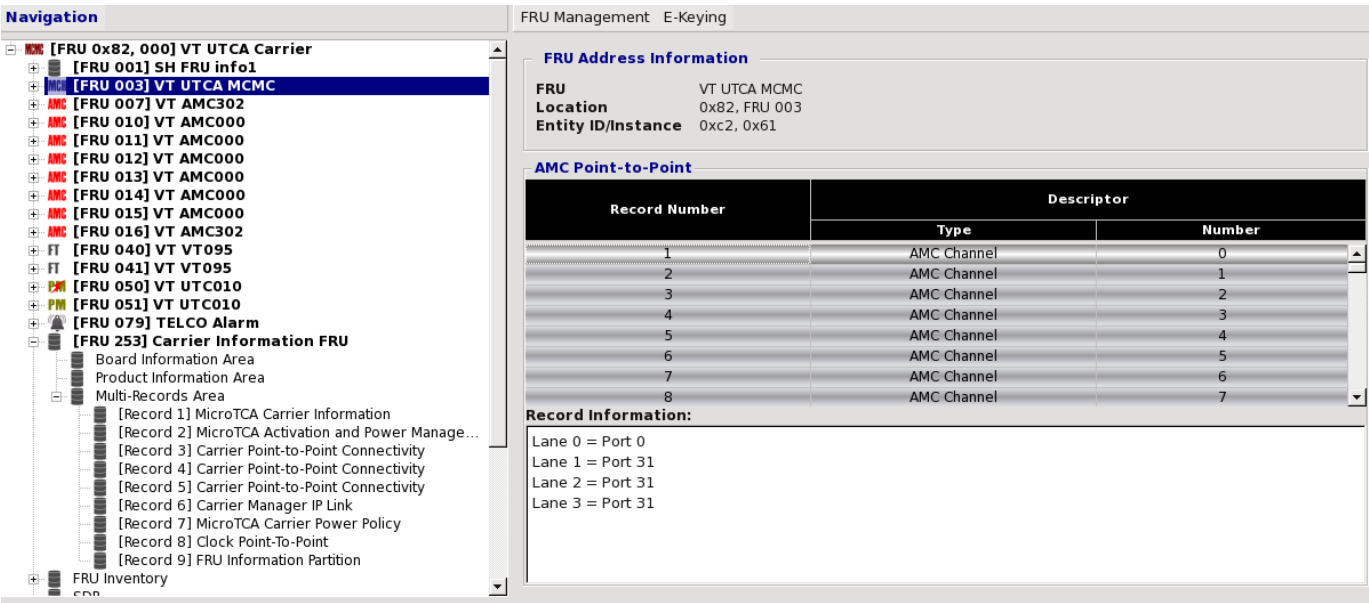 Navigation
[FRU 0x82, 000] VT UTCA Carrier
[FRU 001] SH FRU info1
MCH [FRU 003] VT UTCA MCMC
AMC [FRU 007] VT AMC302
AMC [FRU 010] VT AMC000
AMC [FRU 011] VT AMC000
AMC [FRU 012] VT AMC000
AMC [FRU 013] VT AMC000
AMC [FRU 014] VT AMC000
AMC [FRU 015] VT AMC000
AMC [FRU 016] VT AMC302
FT [FRU 040] VT VT095
FT [FRU 041] VT VT095
PM [FRU 050] VT UTC010
PM [FRU 051] VT UTC010
[FRU 079] TELCO Alarm
[FRU 253] Carrier Information FRU
Board Information Area
Product Information Area
Multi-Records Area
[Record 1] MicroTCA Carrier Information
[Record 2] MicroTCA Activation and Power Manage...
[Record 3] Carrier Point-to-Point Connectivity
[Record 4] Carrier Point-to-Point Connectivity
[Record 5] Carrier Point-to-Point Connectivity
[Record 6] Carrier Manager IP Link
[Record 7] MicroTCA Carrier Power Policy
[Record 8] Clock Point-To-Point
[Record 9] FRU Information Partition
FRU Inventory
FRU Management E-Keying
FRU Address Information
FRU VT UTCA MCMC
Location 0x82, FRU 003
Entity ID/Instance 0xc2, 0x61
AMC Point-to-Point
Record Number Descriptor
Type Number
1 AMC Channel 0
2 AMC Channel 1
3 AMC Channel 2
4 AMC Channel 3
5 AMC Channel 4
6 AMC Channel 5
7 AMC Channel 6
8 AMC Channel 7
Record Information:
Lane 0 = Port 0
Lane 1 = Port 31
Lane 2 = Port 31
Lane 3 = Port 31